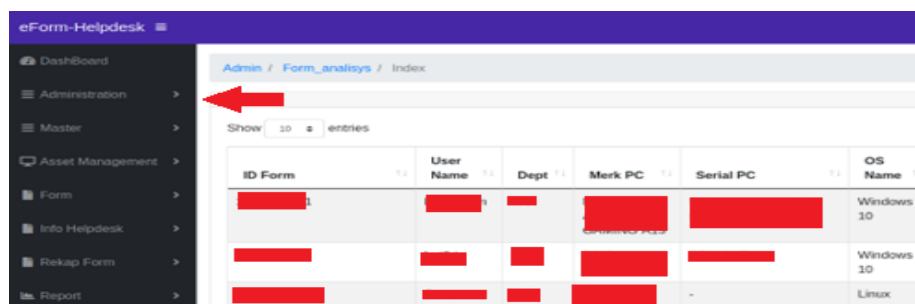 eForm-Helpdesk
DashBoard
Admin / Form_analisys / Index
Administration
Master
Show 10 entries
Asset Management
ID Form User Name Dept Merk PC Serial PC OS Name
Form
1 Windows 10
Info Helpdesk
Rekap Form
Windows 10
Report
- Linux